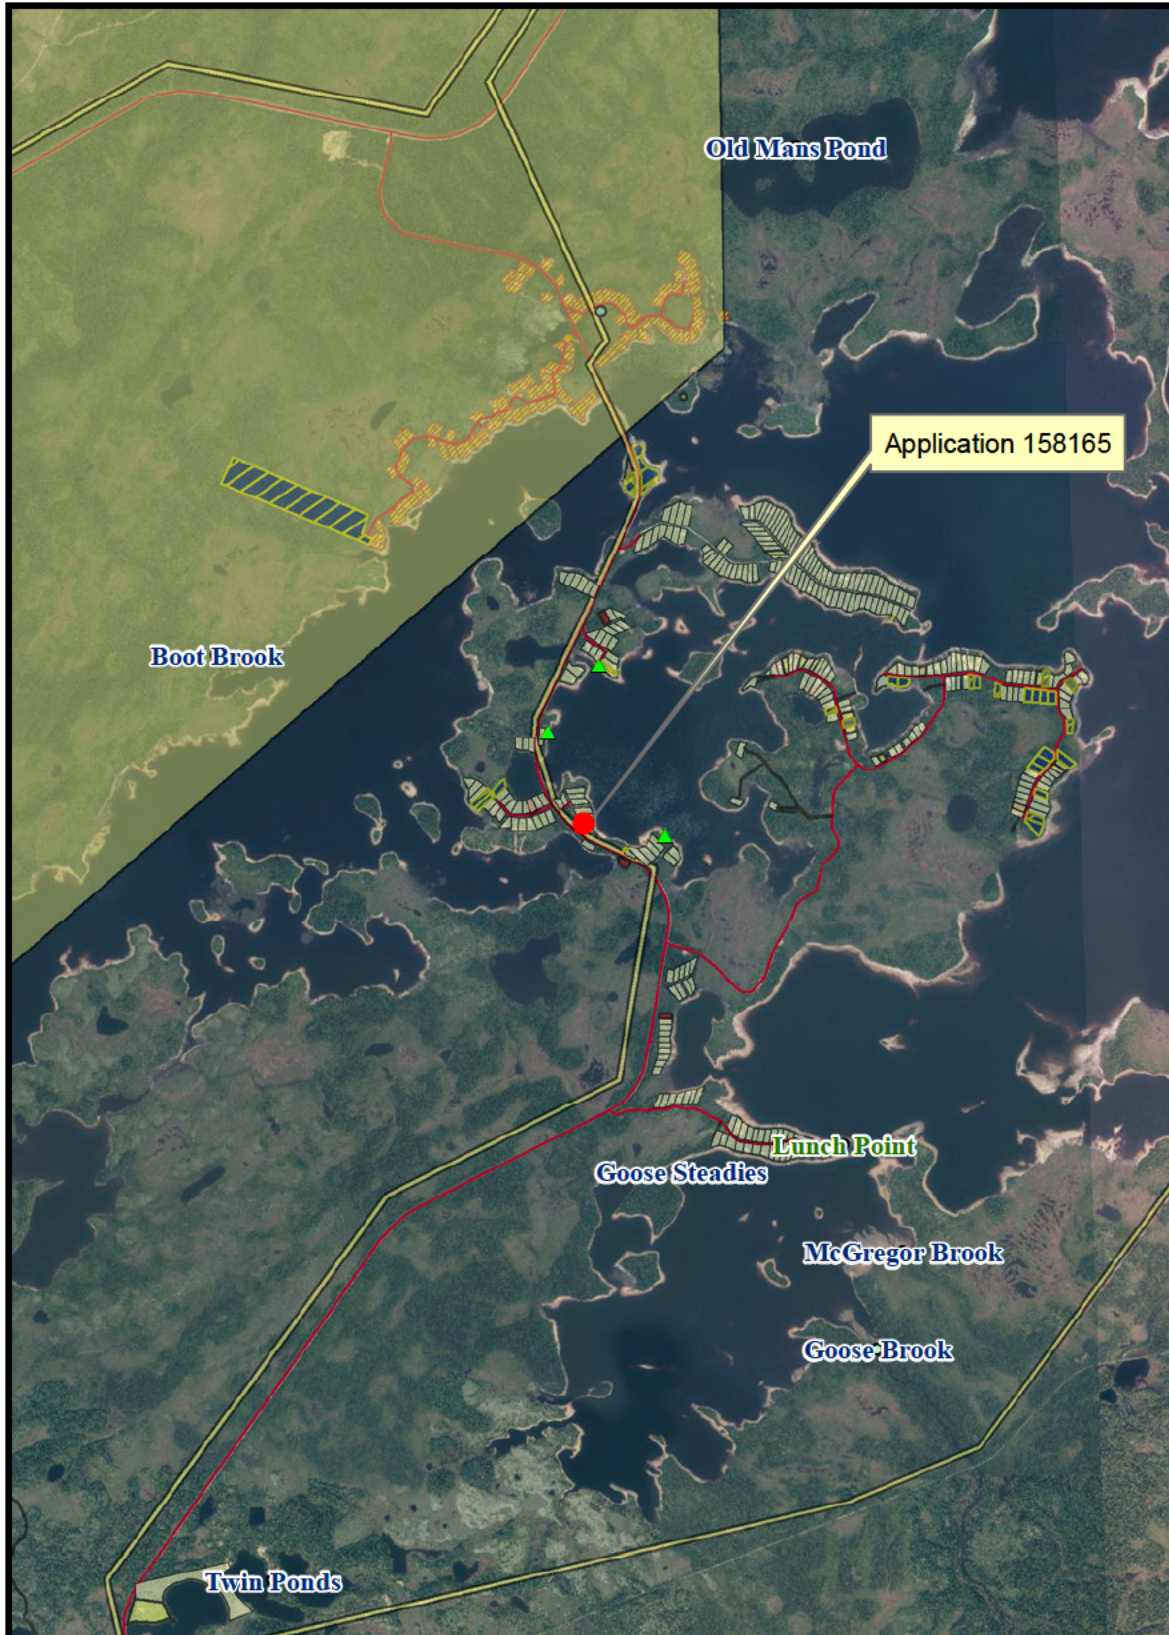 Old Mans Pond
Application 158165
Boot Brook
Lunch Point
Goose Steadies
McGregor Brook
Goose Brook
Twin Ponds